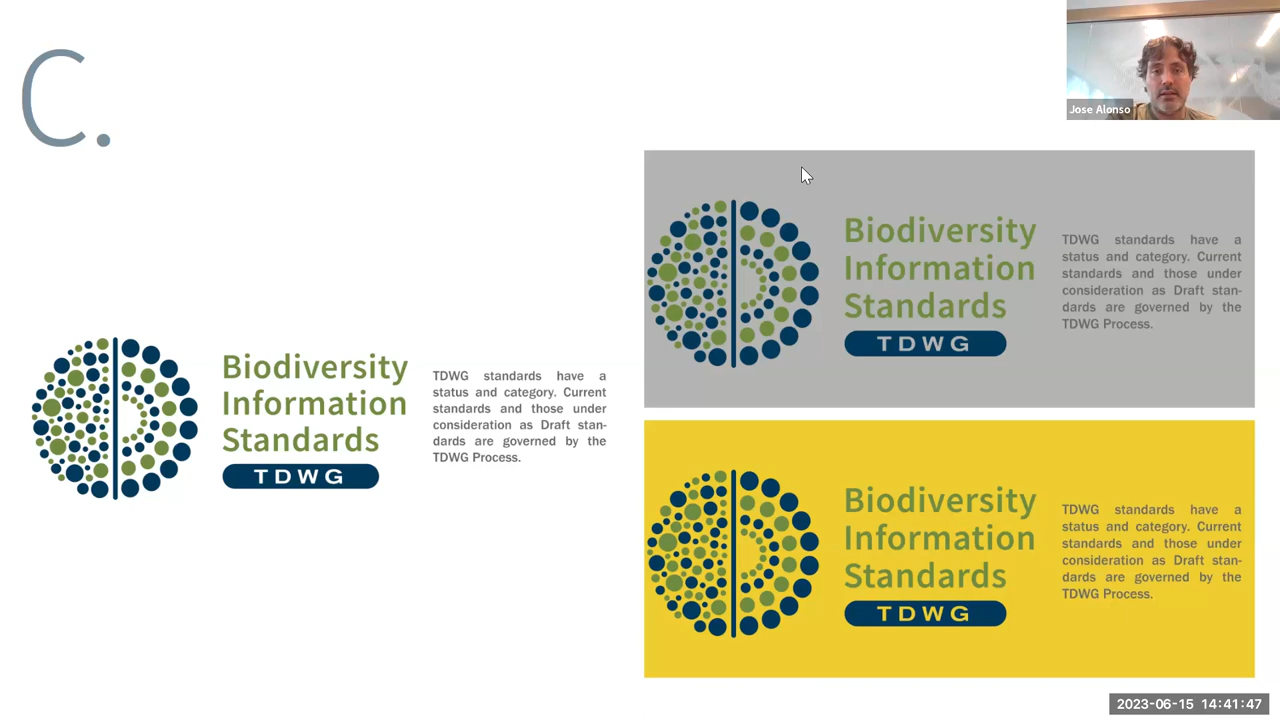 C.
Jose Alonso
Biodiversity
Information
Standards
TDWG
TDWG standards have a
status and category. Current
standards and those under
consideration as Draft stan-
dards are governed by the
TDWG Process.
Biodiversity
Information
Standards
TDWG
TDWG standards have a
status and category. Current
standards and those under
consideration as Draft stan-
dards are governed by the
TDWG Process.
Biodiversity
Information
Standards
TDWG
TDWG standards have a
status and category. Current
standards and those under
consideration as Draft stan-
dards are governed by the
TDWG Process.
2023-06-15 14:41:47